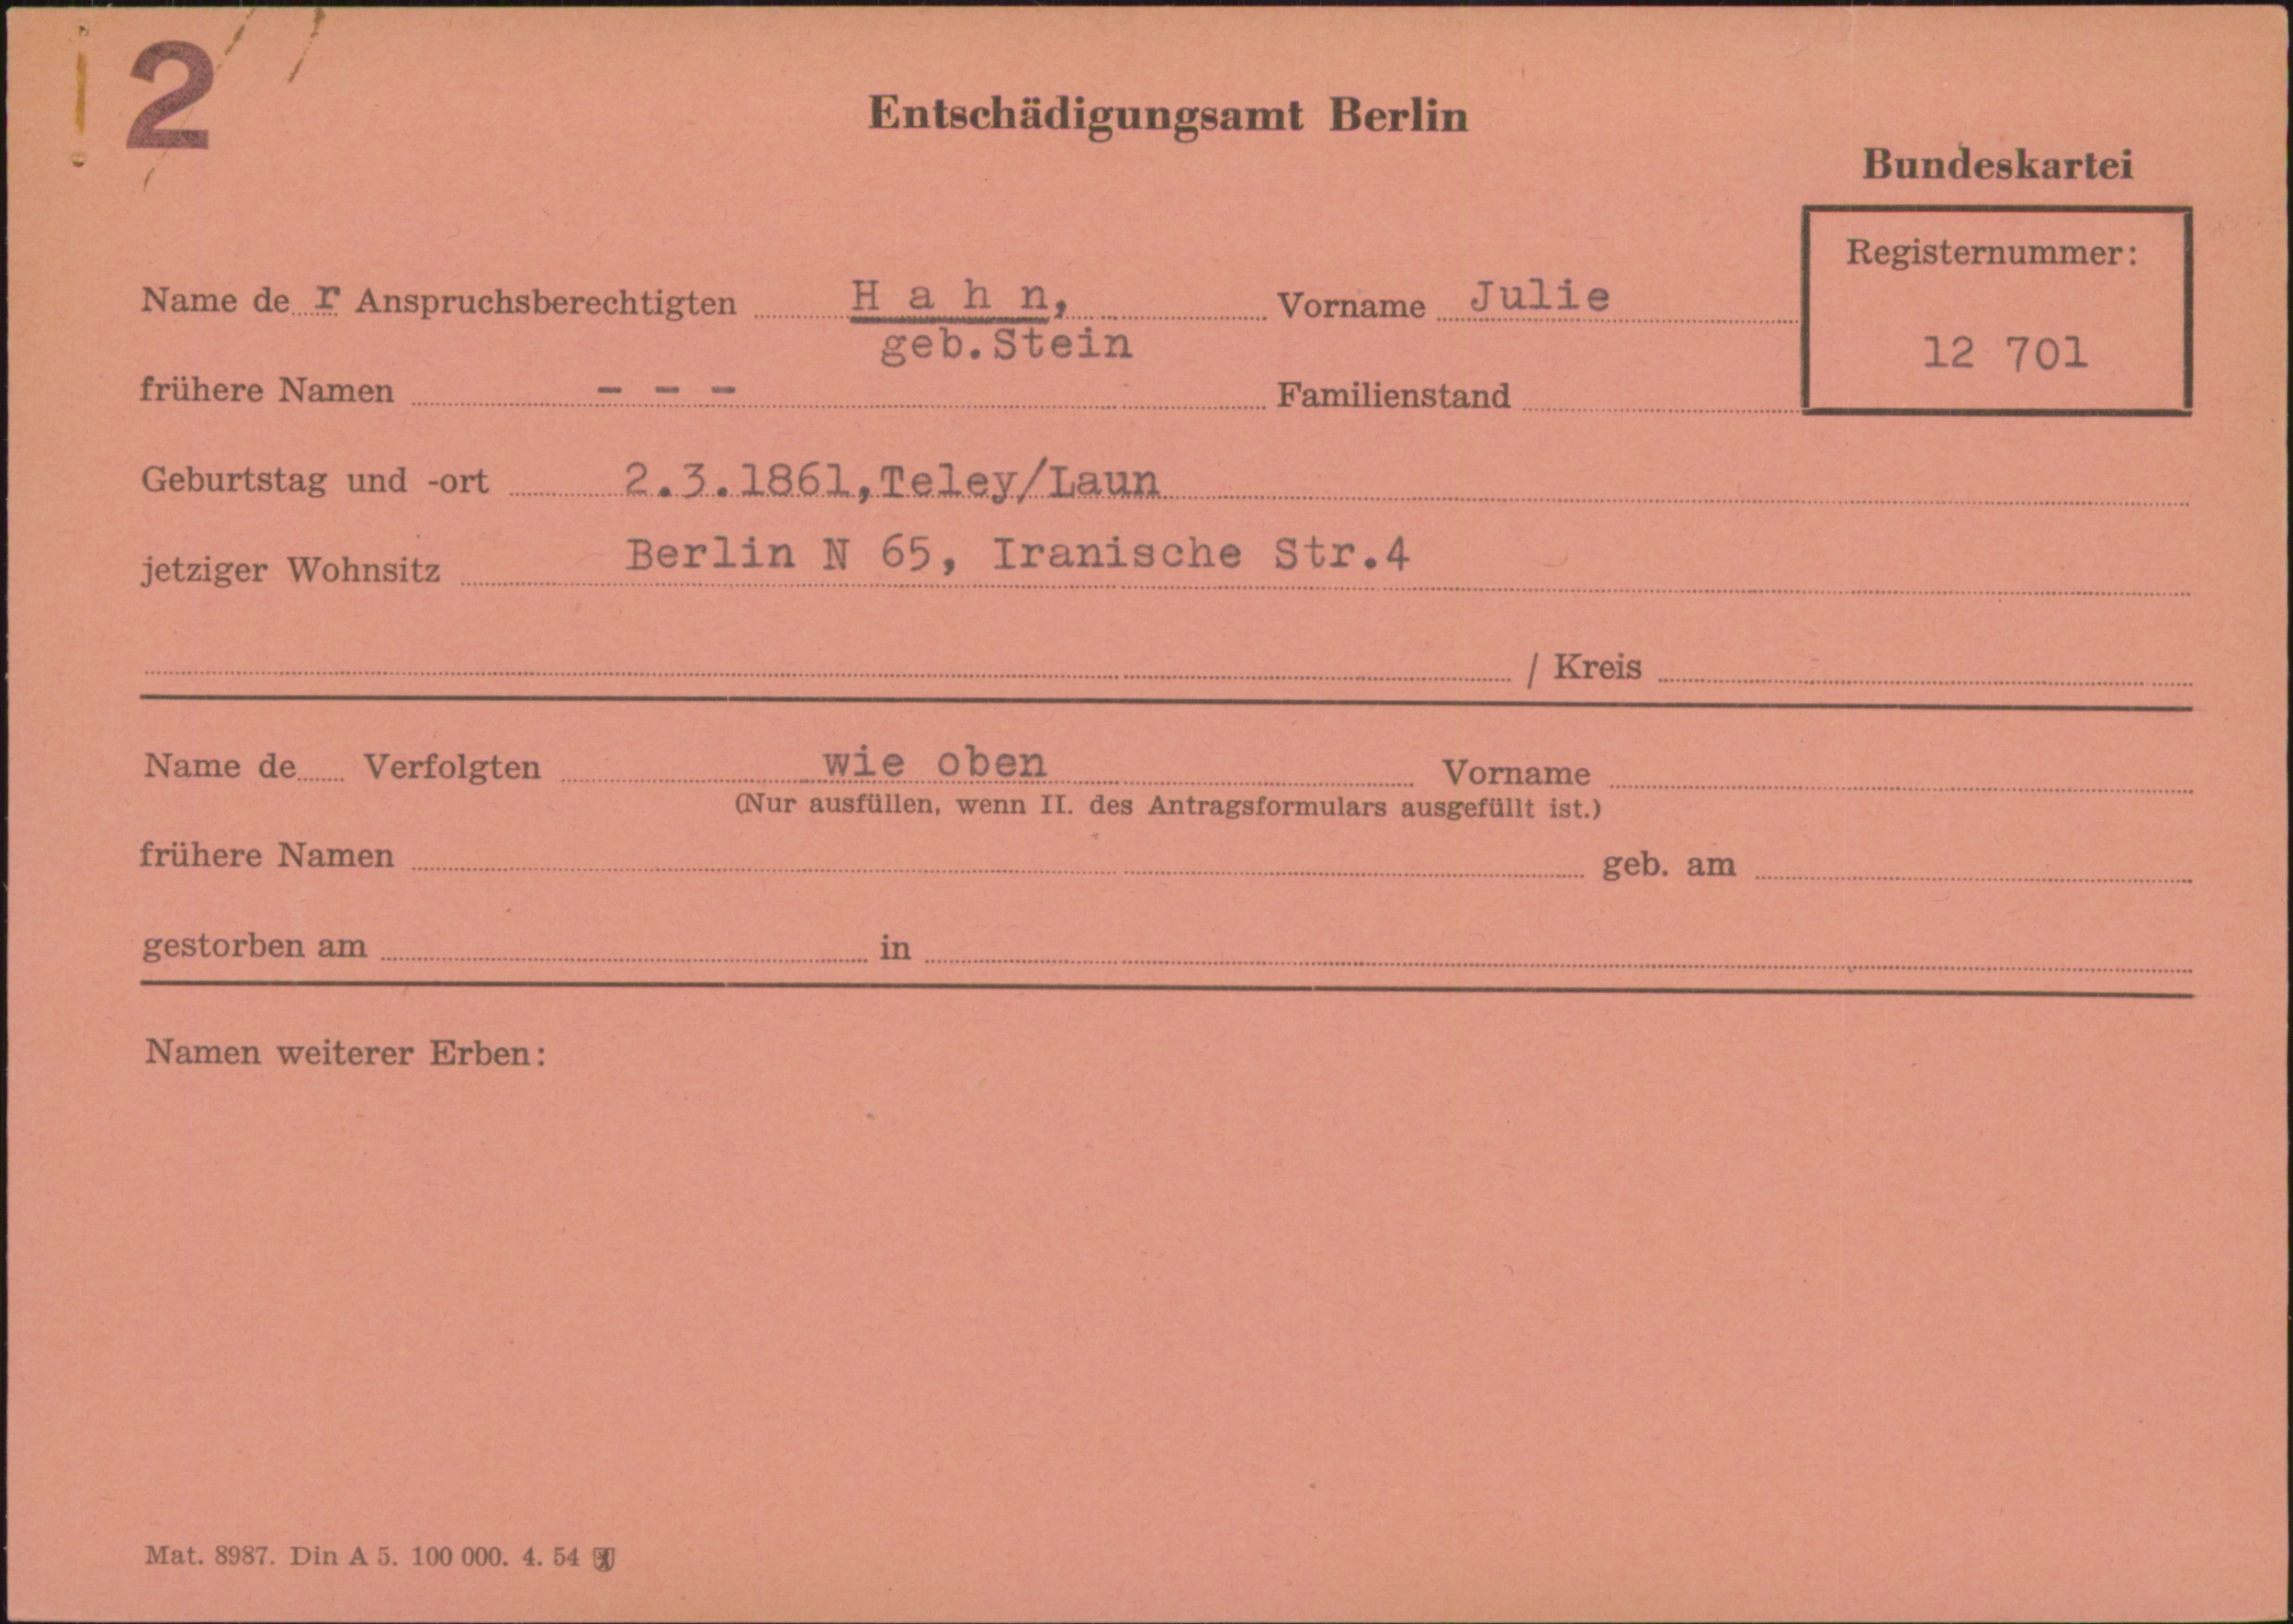 2
Entschädigungsamt Berlin
Bundeskartei
Registernummer:
12 701
Name de r Anspruchsberechtigten H a h n, Vorname Julie
geb.Stein
frühere Namen - - - Familienstand
Geburtstag und -ort 2.3.1861,Teley/Laun
jetziger Wohnsitz Berlin N 65, Iranische Str.4
/ Kreis
Name de Verfolgten wie oben Vorname
(Nur ausfüllen, wenn II. des Antragsformulars ausgefüllt ist.)
frühere Namen geb. am
gestorben am in
Namen weiterer Erben:
Mat. 8987. Din A 5. 100 000. 4. 54